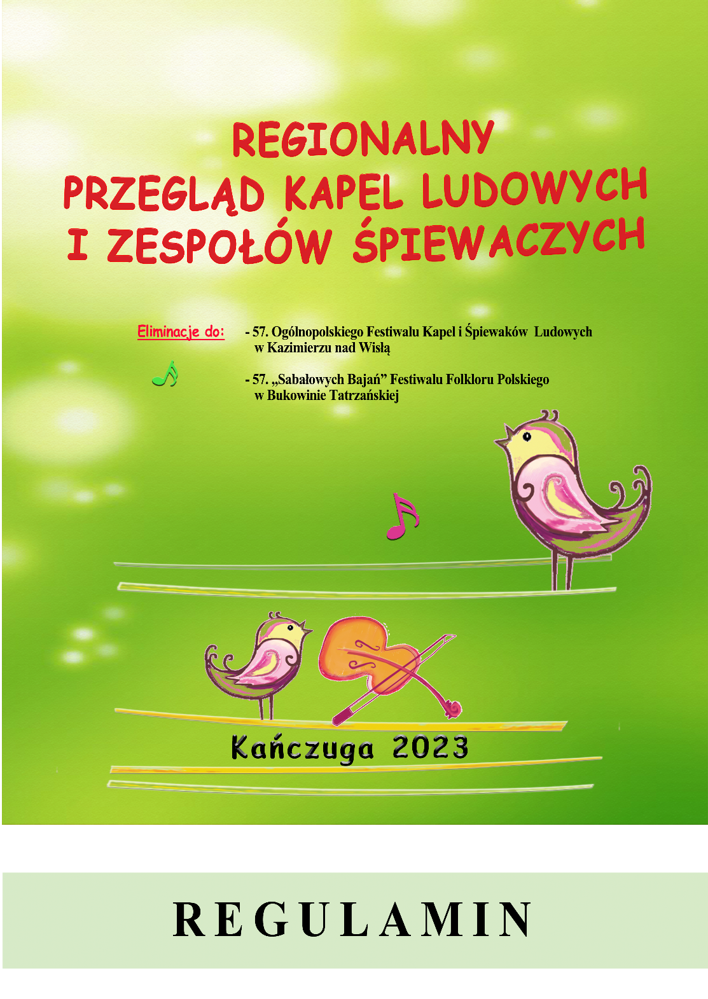 REGIONALNY
PRZEGLĄD KAPEL LUDOWYCH
I ZESPOŁÓW ŚPIEWACZYCH
Eliminacje do: - 57. Ogólnopolskiego Festiwalu Kapel i Śpiewaków Ludowych
w Kazimierzu nad Wisłą
- 57. „Sabałowych Bajań” Festiwalu Folkloru Polskiego
w Bukowinie Tatrzańskiej
Kańczuga 2023
REGULAMIN